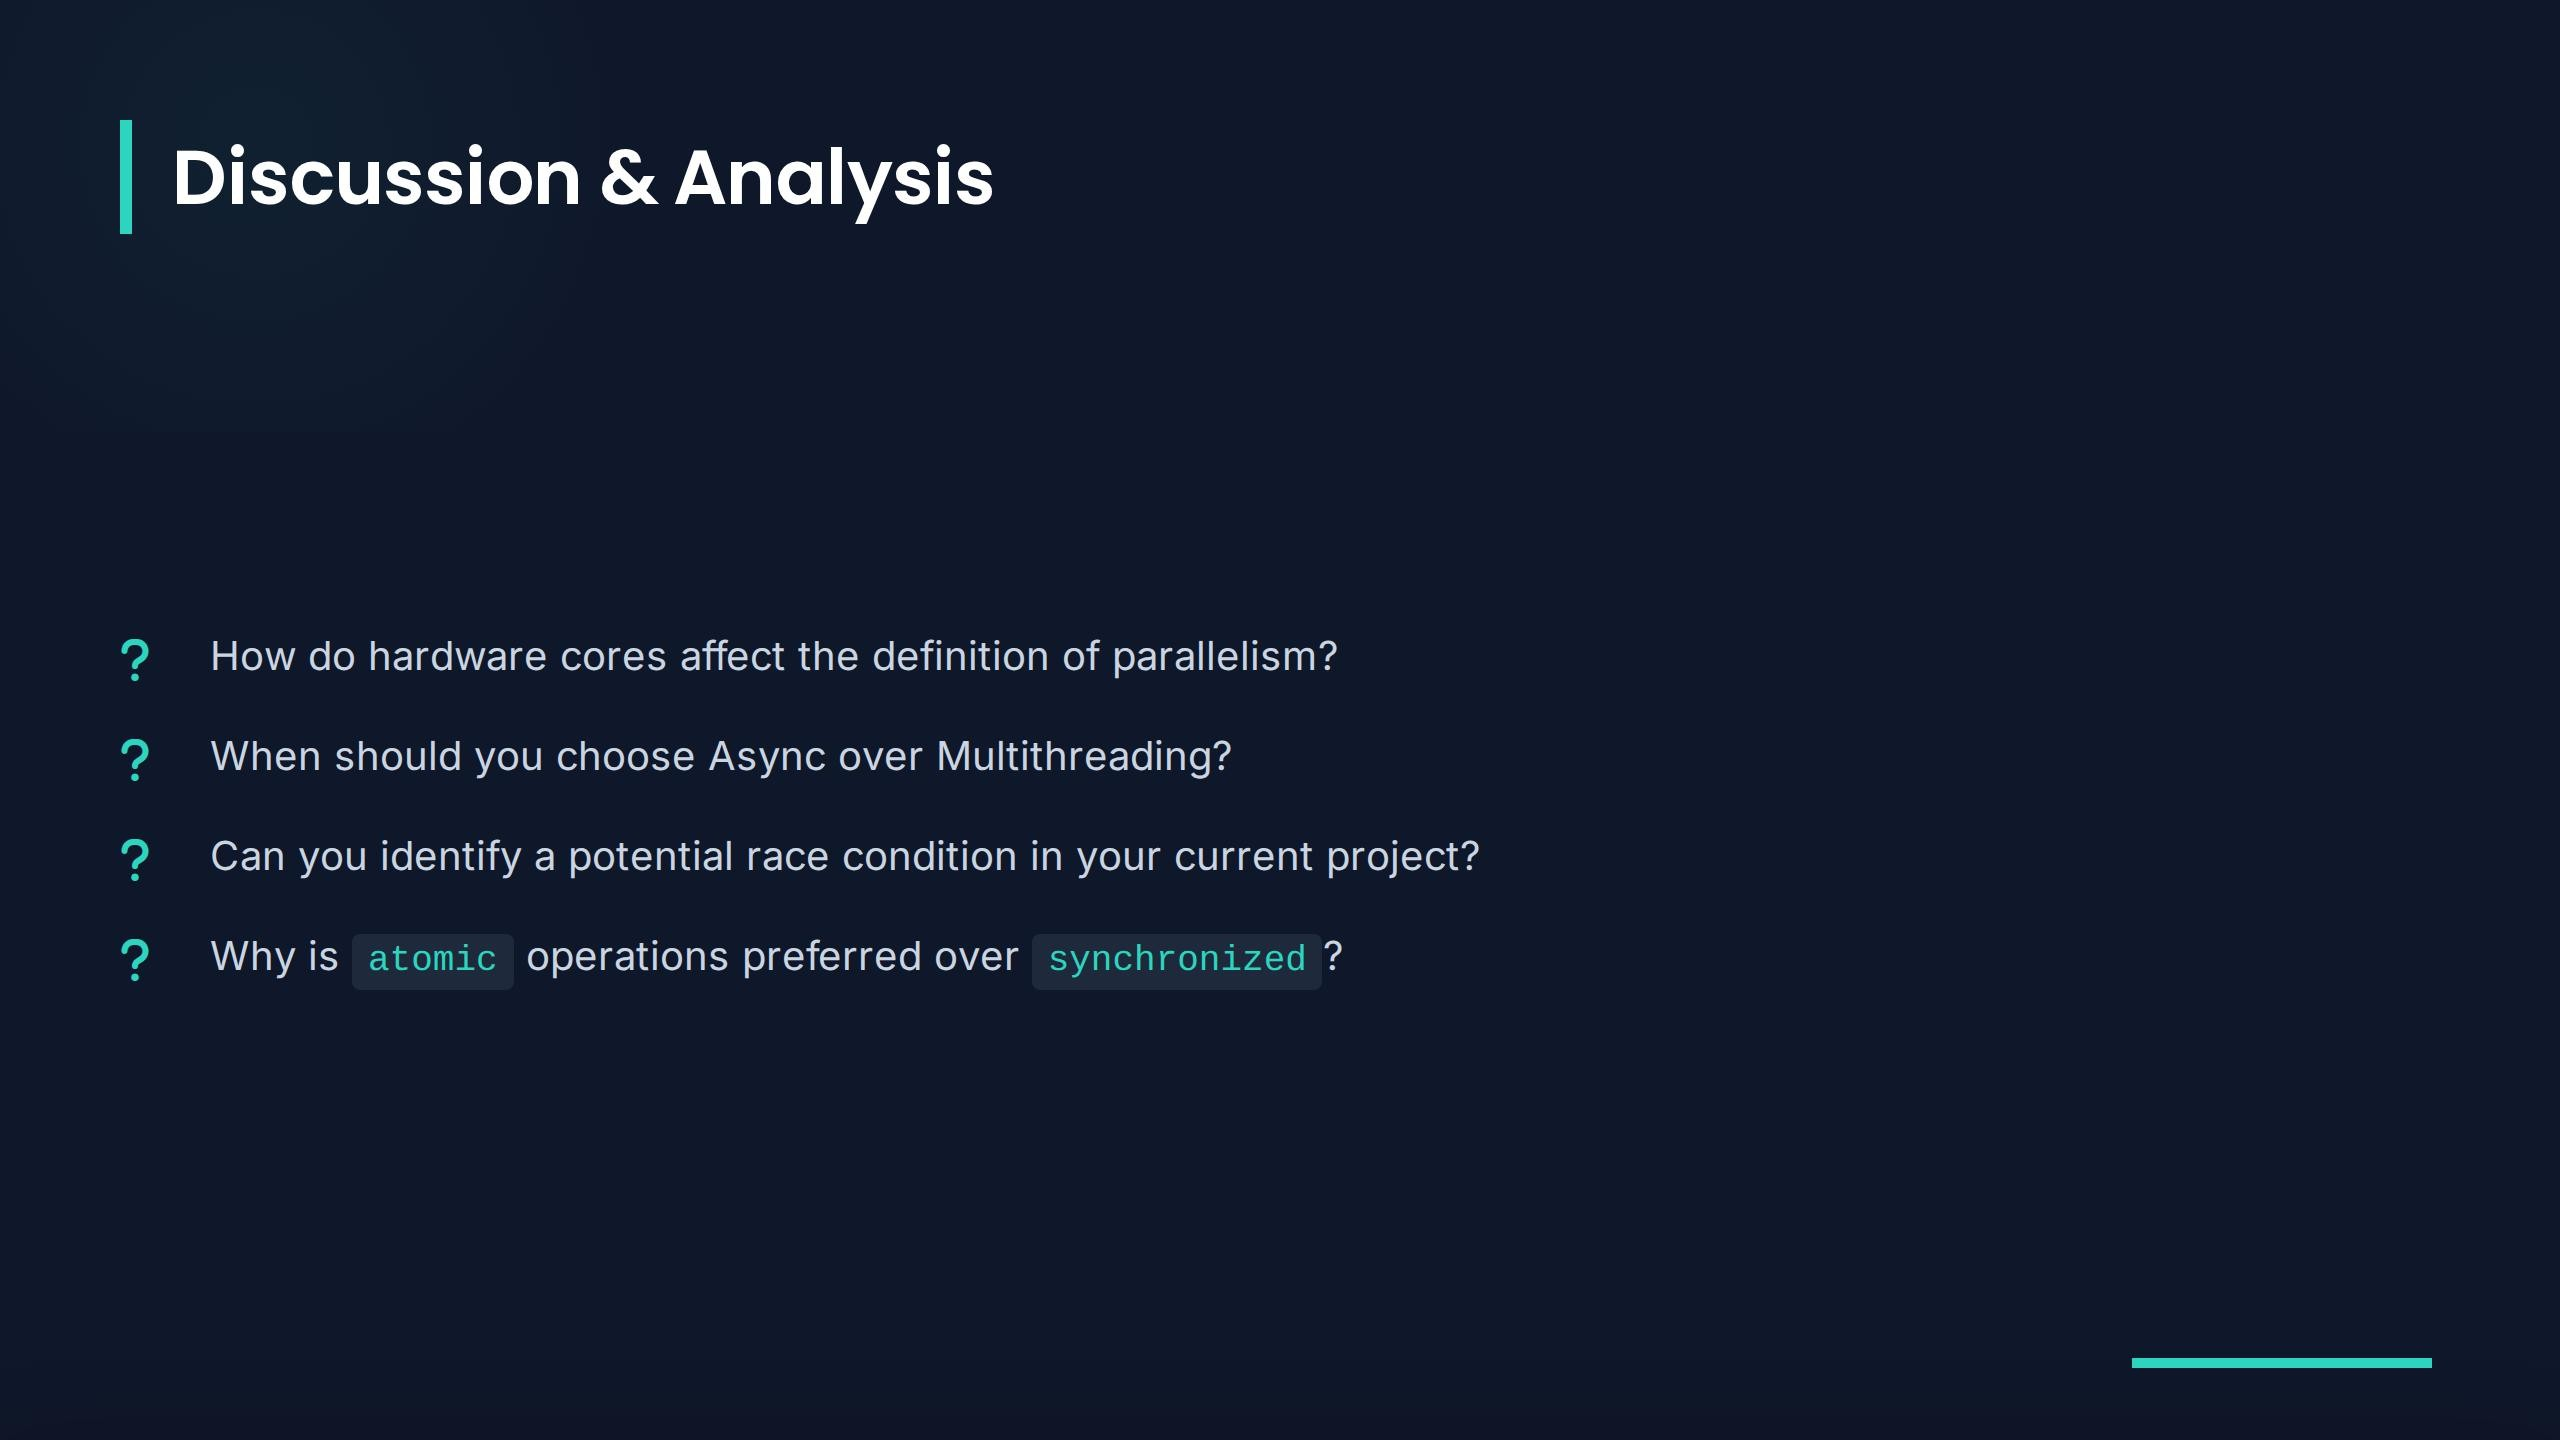 Discussion & Analysis
? How do hardware cores affect the definition of parallelism?
? When should you choose Async over Multithreading?
? Can you identify a potential race condition in your current project?
? Why is atomic operations preferred over synchronized?